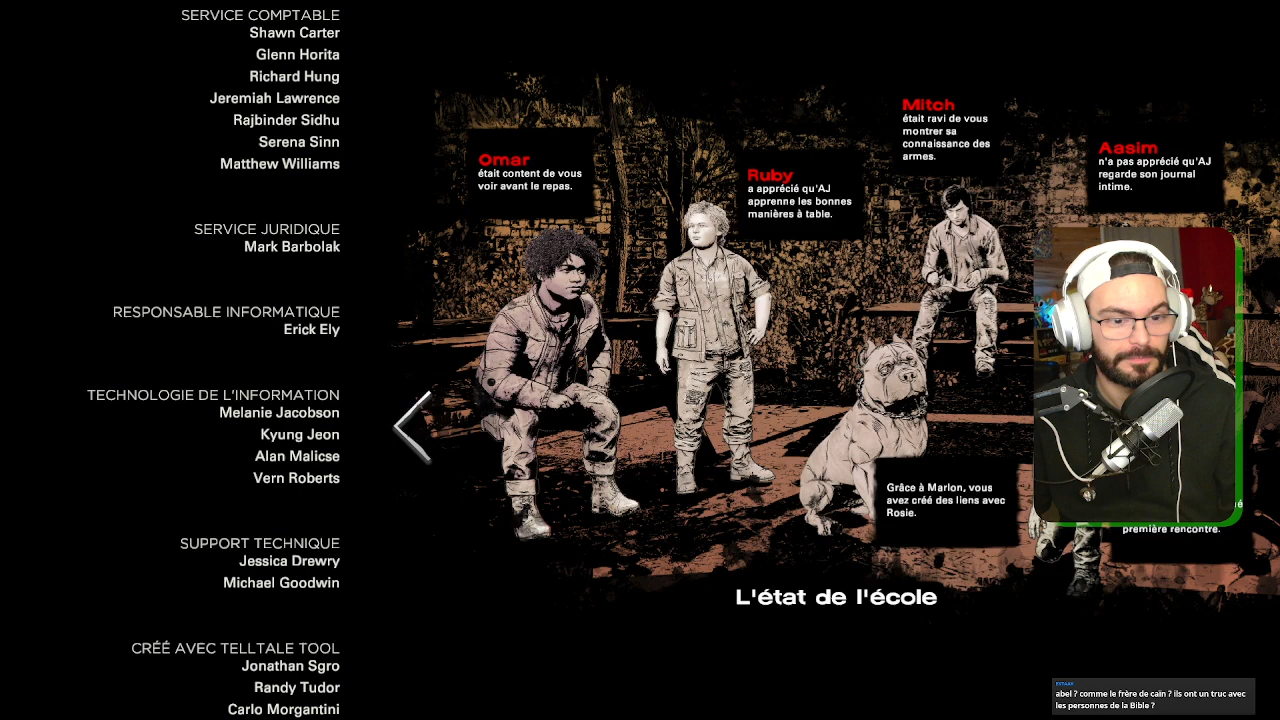 SERVICE COMPTABLE
Shawn Carter
Glenn Horita
Richard Hung
Jeremiah Lawrence
Rajbinder Sidhu
Serena Sinn
Matthew Williams
SERVICE JURIDIQUE
Mark Barbolak
RESPONSABLE INFORMATIQUE
Erick Ely
TECHNOLOGIE DE L'INFORMATION
Melanie Jacobson
Kyung Jeon
Alan Malicse
Vern Roberts
SUPPORT TECHNIQUE
Jessica Drewry
Michael Goodwin
CRÉÉ AVEC TELLTALE TOOL
Jonathan Sgro
Randy Tudor
Carlo Morgantini
Omar
était content de vous
voir avant le repas.
Ruby
a apprécié qu'AJ
apprenne les bonnes
manières à table.
Mitch
était ravi de vous
montrer sa
connaissance des
armes.
Aasim
n'a pas apprécié qu'AJ
regarde son journal
intime.
Grâce à Marlon, vous
avez créé des liens avec
Rosie.
première rencontre.
L'état de l'école
abel ? comme le frère de caïn ? ils ont un truc avec
les personnes de la Bible ?